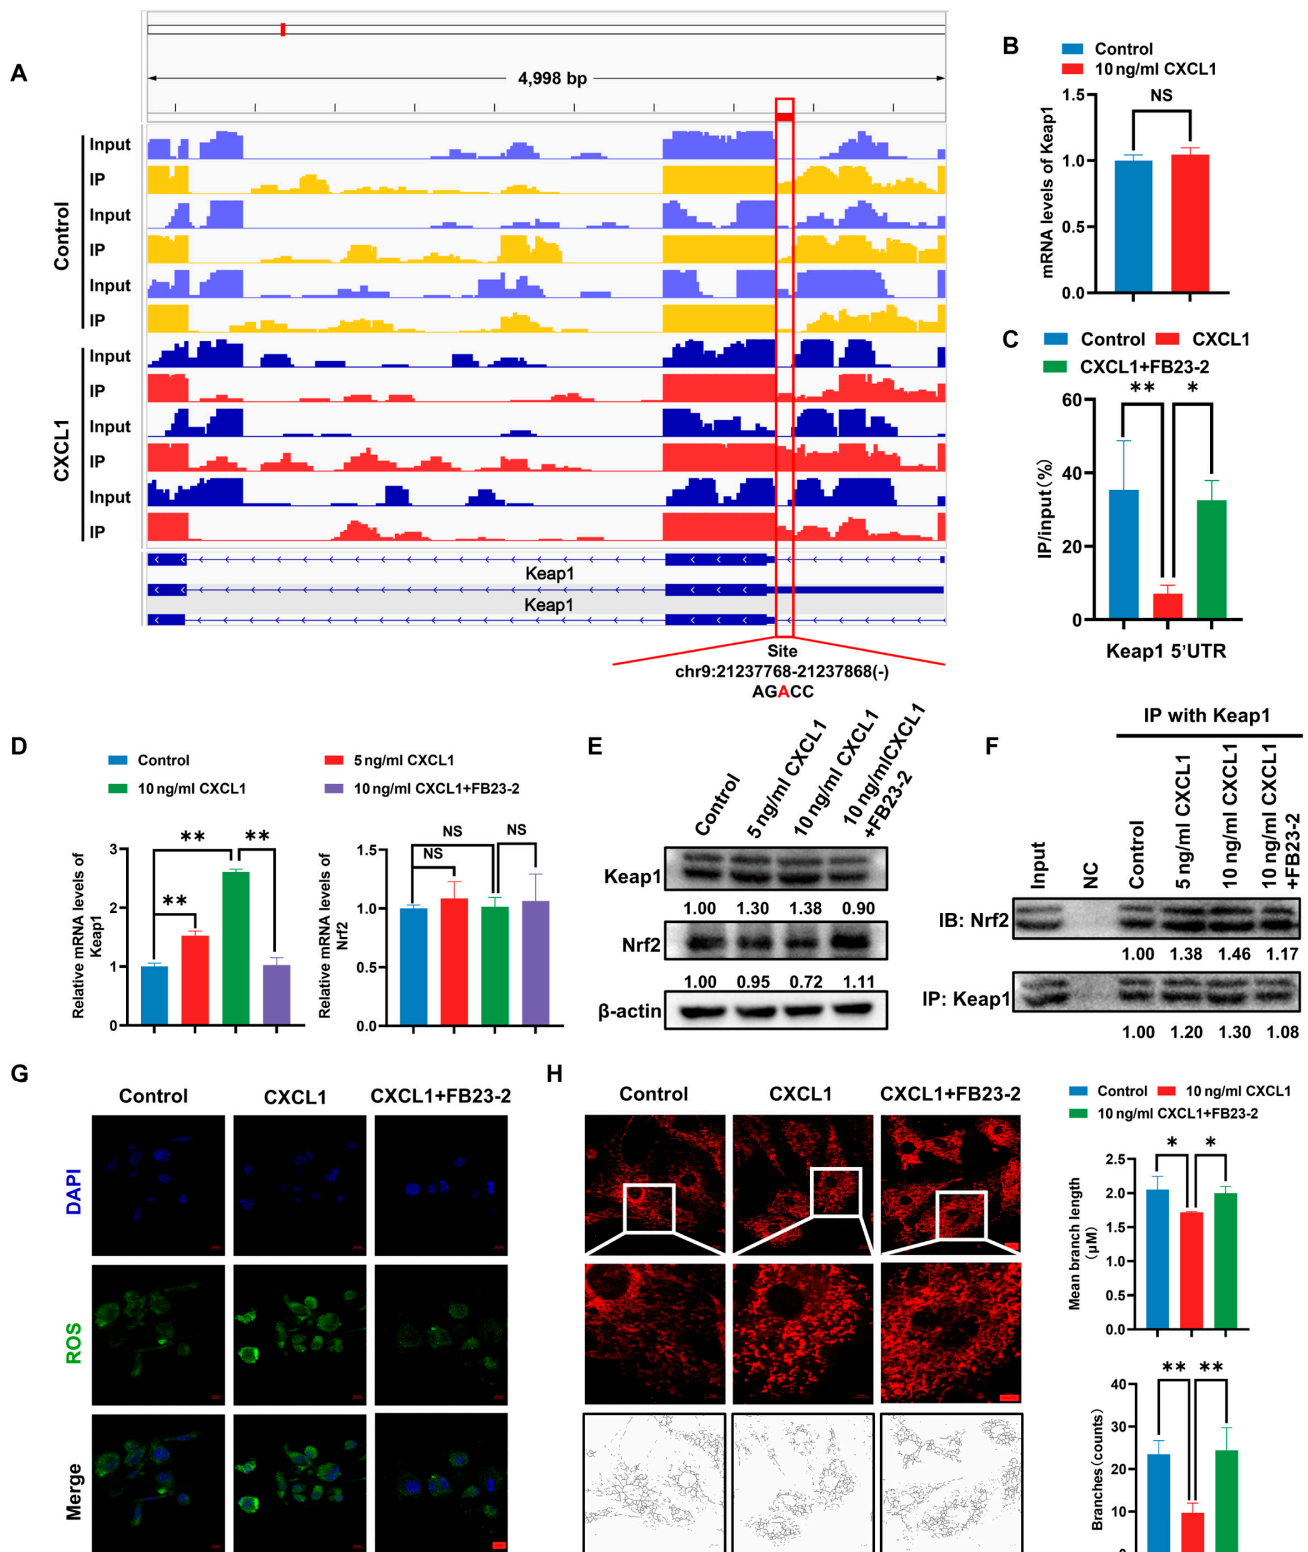 A
4,998 bp
Control
Input
IP
Input
IP
Input
IP
CXCL1
Input
IP
Input
IP
Input
IP
Keap1
Keap1
Site
chr9:21237768-21237868(-)
AGACC
B
Control
10 ng/ml CXCL1
mRNA levels of Keap1
1.5
1.0
0.5
0.0
NS
C
Control
CXCL1
CXCL1+FB23-2
IP/input(%)
60
40
20
0
**
*
Keap1 5'UTR
D
Control
5 ng/ml CXCL1
10 ng/ml CXCL1
10 ng/ml CXCL1+FB23-2
Relative mRNA levels of
Keap1
3
2
1
0
**
**
**
Relative mRNA levels of
Nrf2
1.5
1.0
0.5
0.0
NS
NS
NS
E
Control
5 ng/ml CXCL1
10 ng/ml CXCL1
10 ng/mlCXCL1
+FB23-2
Keap1
1.00 1.30 1.38 0.90
Nrf2
1.00 0.95 0.72 1.11
β-actin
F
IP with Keap1
Input
NC
Control
5 ng/ml CXCL1
10 ng/ml CXCL1
10 ng/ml CXCL1
+FB23-2
IB: Nrf2
1.00 1.38 1.46 1.17
IP: Keap1
1.00 1.20 1.30 1.08
G
Control CXCL1 CXCL1+FB23-2
DAPI
ROS
Merge
H
Control CXCL1 CXCL1+FB23-2
Control
10 ng/ml CXCL1
10 ng/ml CXCL1+FB23-2
Mean branch length
(μM)
2.5
2.0
1.5
1.0
0.5
0.0
*
*
Branches(counts)
40
30
20
10
**
**